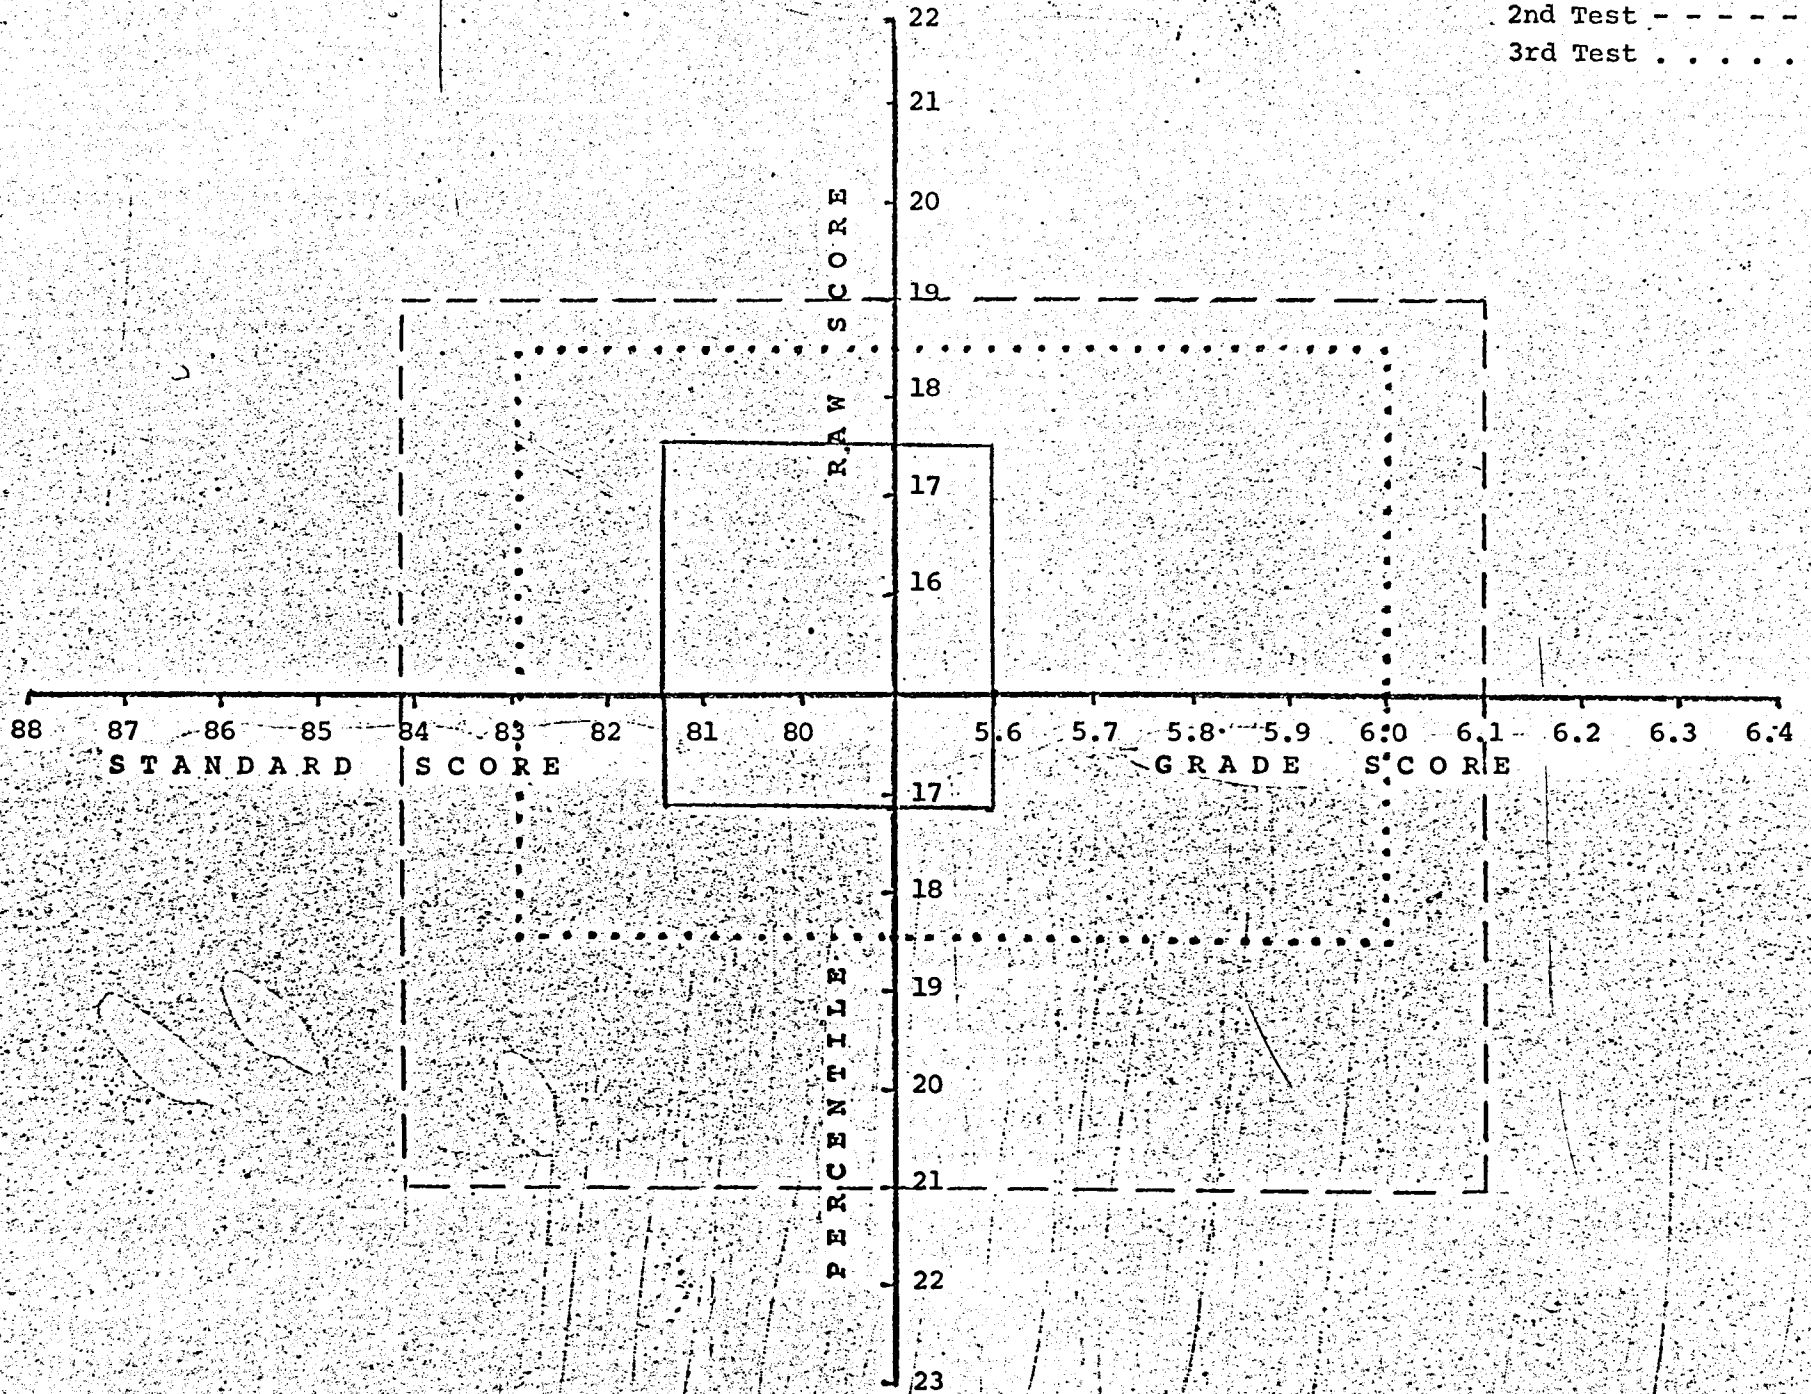 2nd Test - - - - -
3rd Test . . . . .
22
21
20
19
18
17
16
RAW SCORE
88 87 86 85 84 83 82 81 80 5.6 5.7 5.8 5.9 6.0 6.1 6.2 6.3 6.4
STANDARD SCORE
GRADE SCORE
17
18
19
20
21
22
23
PERCENTILE